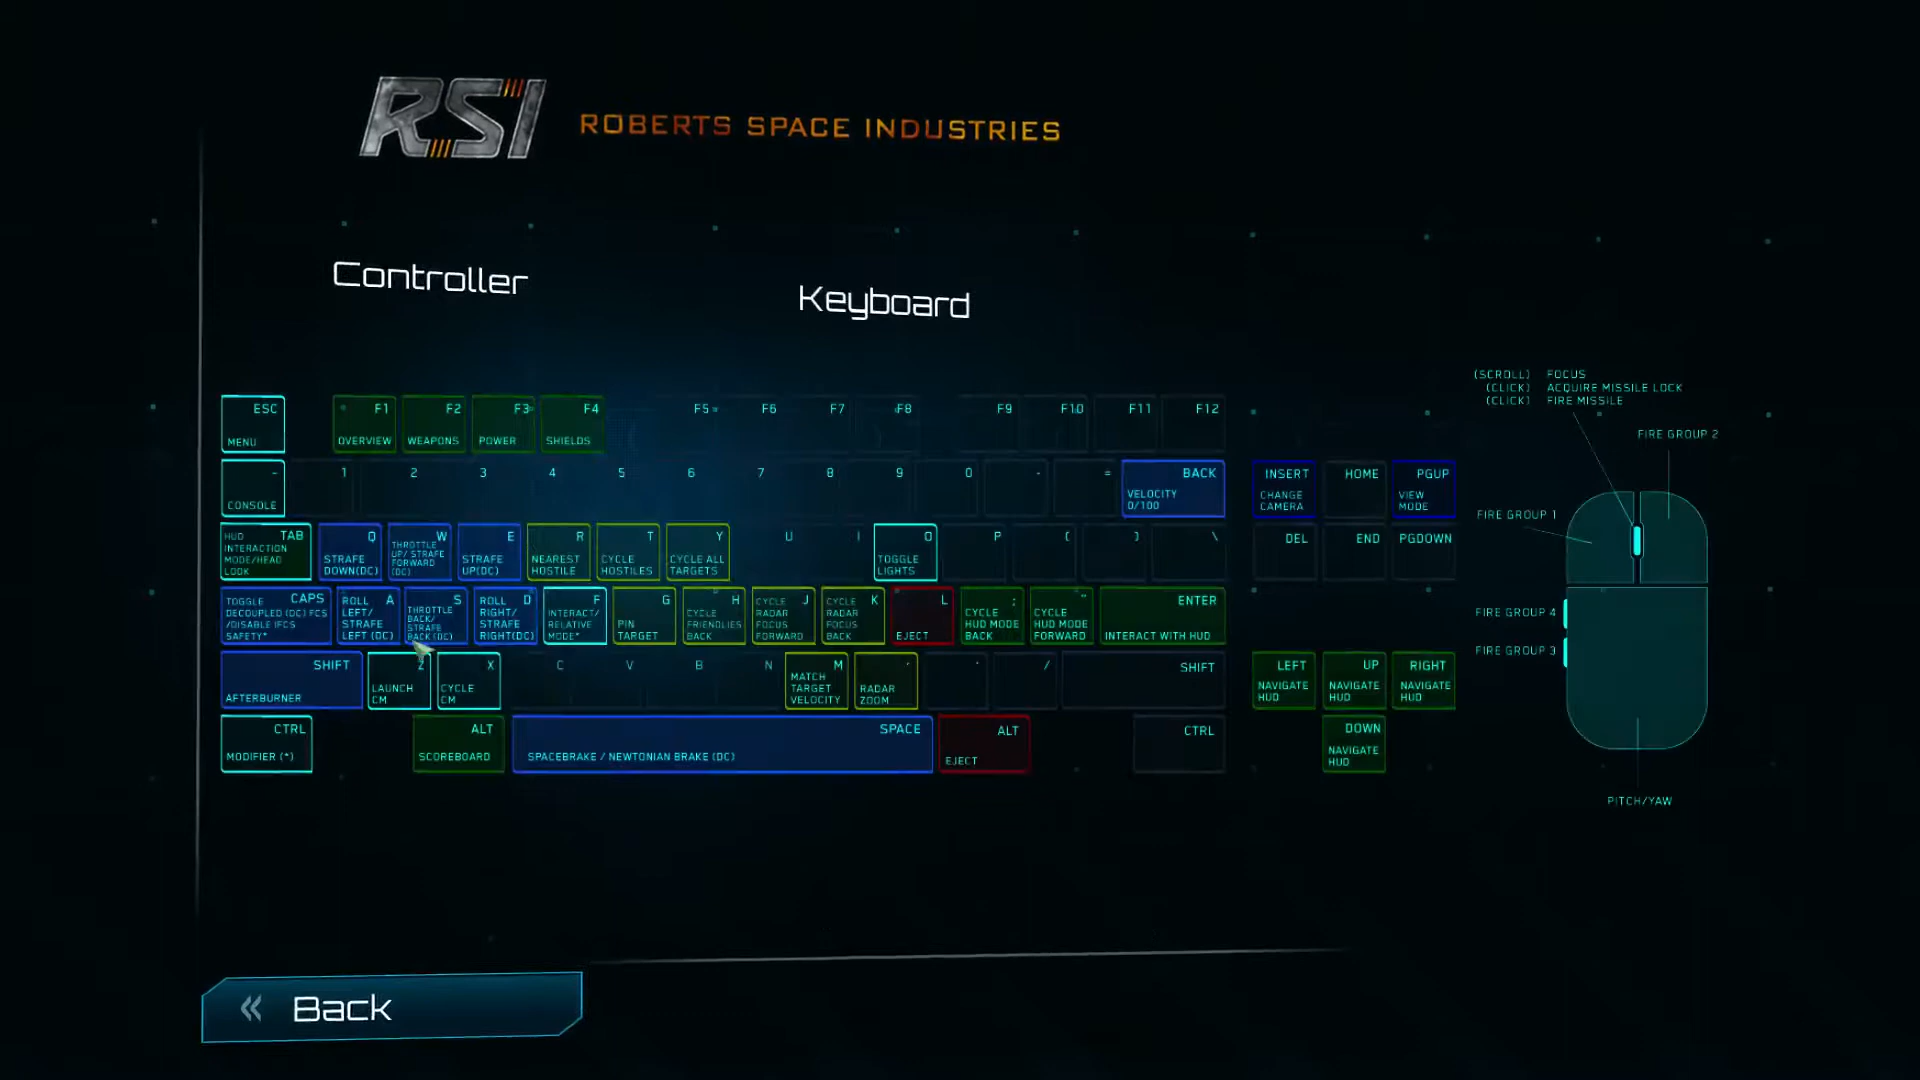 RSI ROBERTS SPACE INDUSTRIES
Controller
Keyboard
(SCROLL) FOCUS
(CLICK) ACQUIRE MISSILE LOCK
(CLICK) FIRE MISSILE
FIRE GROUP 2
FIRE GROUP 1
FIRE GROUP 4
FIRE GROUP 3
PITCH/YAW
ESC
MENU
F1
OVERVIEW
F2
WEAPONS
F3
POWER
F4
SHIELDS
F5
F6
F7
F8
F9
F10
F11
F12
-
CONSOLE
1
2
3
4
5
6
7
8
9
0
-
=
BACK
VELOCITY
0/100
INSERT
CHANGE
CAMERA
HOME
PGUP
VIEW
MODE
TAB
HUD
INTERACTION
MODE/HEAD
LOOK
Q
STRAFE
DOWN(DC)
W
THROTTLE
UP/ STRAFE
FORWARD
(DC)
E
STRAFE
UP(DC)
R
NEAREST
HOSTILE
T
CYCLE
HOSTILES
Y
CYCLE ALL
TARGETS
U
I
O
TOGGLE
LIGHTS
P
(
)
\
DEL
END
PGDOWN
CAPS
TOGGLE
DECOUPLED (DC) FCS
/DISABLE IFCS
SAFETY*
A
ROLL
LEFT/
STRAFE
LEFT (DC)
S
THROTTLE
BACK/
STRAFE
BACK (DC)
D
ROLL
RIGHT/
STRAFE
RIGHT(DC)
F
INTERACT/
RELATIVE
MODE*
G
PIN
TARGET
H
CYCLE
FRIENDLIES
BACK
J
CYCLE
RADAR
FOCUS
FORWARD
K
CYCLE
RADAR
FOCUS
BACK
L
EJECT
;
CYCLE
HUD MODE
BACK
"
CYCLE
HUD MODE
FORWARD
ENTER
INTERACT WITH HUD
SHIFT
AFTERBURNER
Z
LAUNCH
CM
X
CYCLE
CM
C
V
B
N
M
MATCH
TARGET
VELOCITY
'
RADAR
ZOOM
'
/
SHIFT
LEFT
NAVIGATE
HUD
UP
NAVIGATE
HUD
RIGHT
NAVIGATE
HUD
CTRL
MODIFIER (*)
ALT
SCOREBOARD
SPACE
SPACEBRAKE / NEWTONIAN BRAKE (DC)
ALT
EJECT
CTRL
DOWN
NAVIGATE
HUD
Back